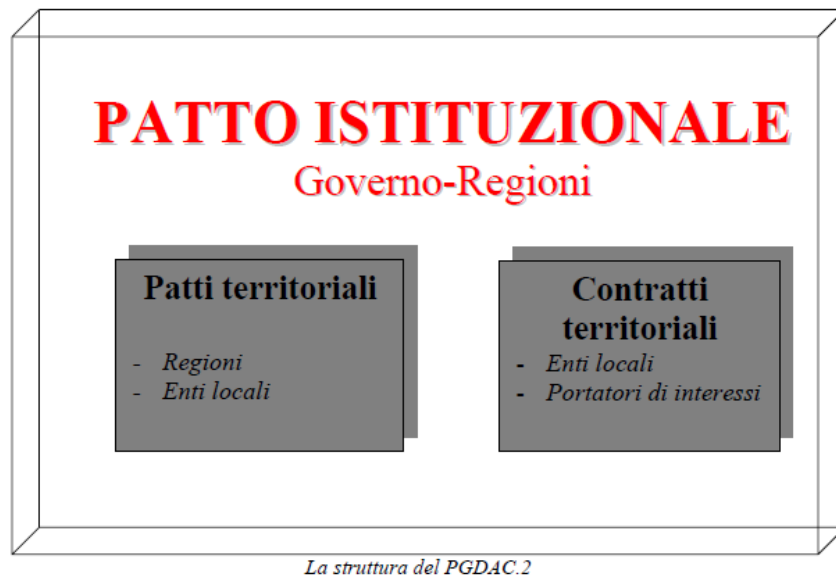 PATTO ISTITUZIONALE
Governo-Regioni
Patti territoriali
- Regioni
- Enti locali
Contratti
territoriali
- Enti locali
- Portatori di interessi
La struttura del PGDAC.2